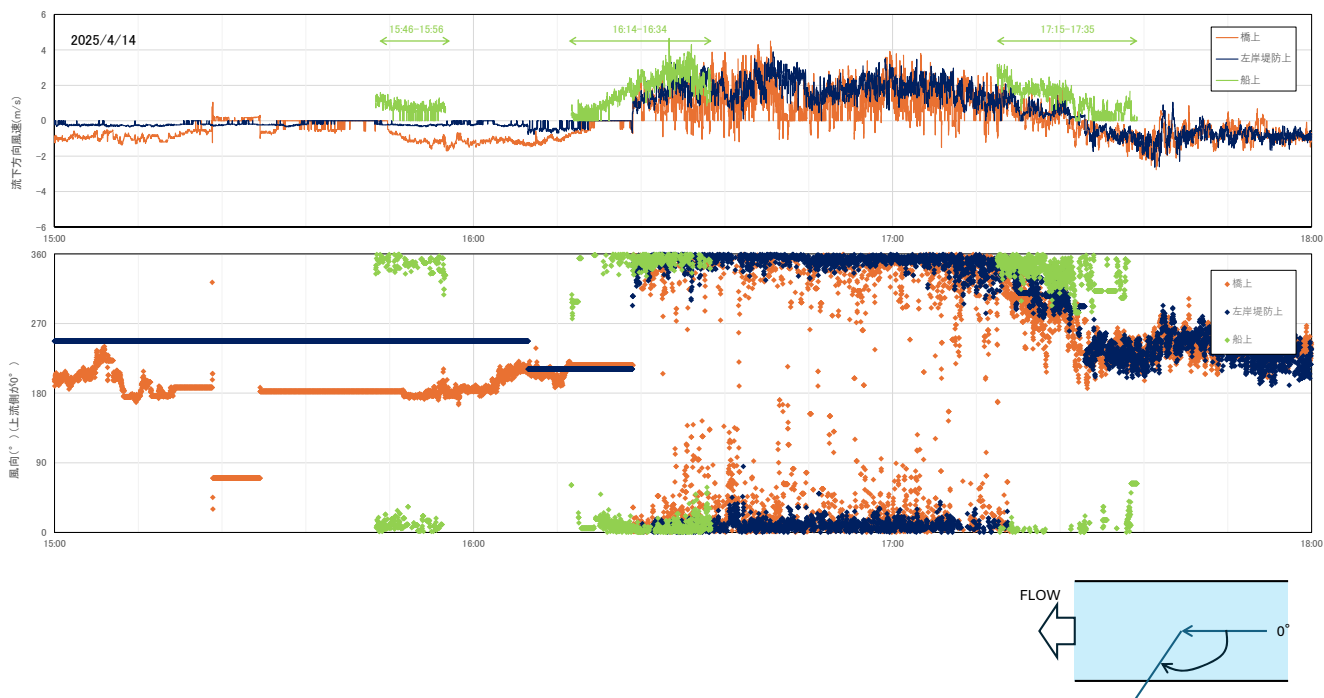 2025/4/14
15:46-15:56
16:14-16:34
17:15-17:35
橋上
左岸堤防上
船上
流下方向風速(m/s)
6
4
2
0
-2
-4
-6
15:00
16:00
17:00
18:00
風向(°)(上流側が0°)
360
270
180
90
0
橋上
左岸堤防上
船上
15:00
16:00
17:00
18:00
FLOW
0°